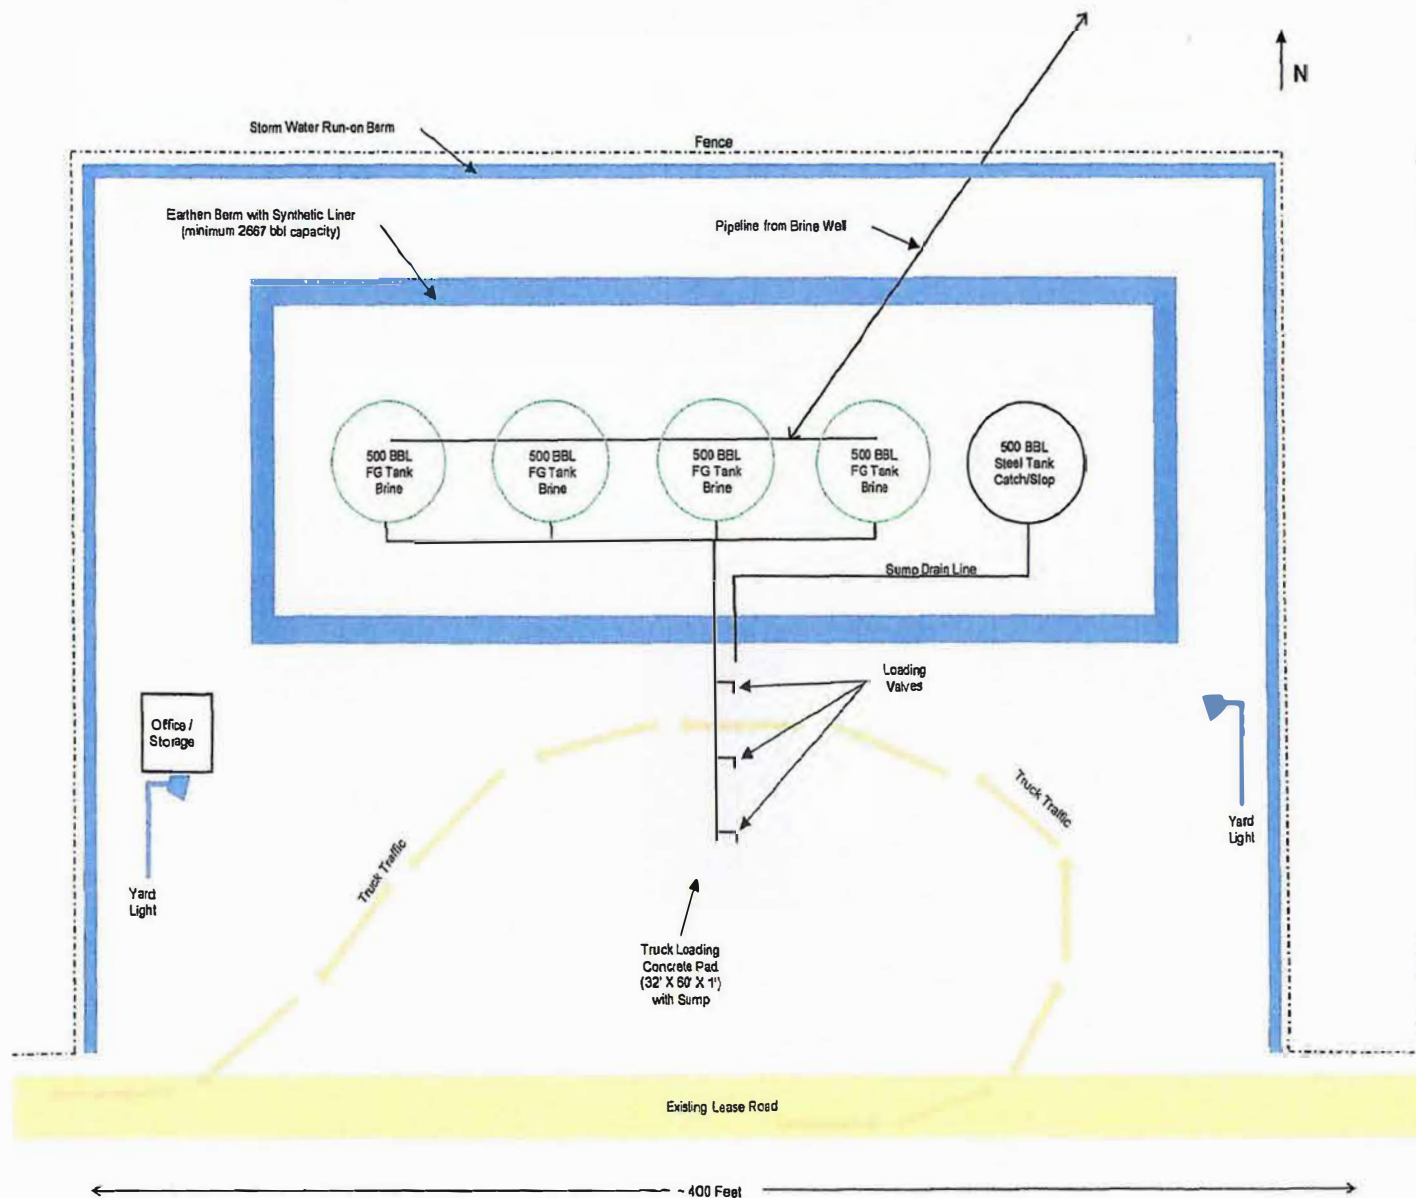 N
Storm Water Run-on Berm
Fence
Earthen Berm with Synthetic Liner
(minimum 2667 bbl capacity)
Pipeline from Brine Well
500 BBL
FG Tank
Brine
500 BBL
FG Tank
Brine
500 BBL
FG Tank
Brine
500 BBL
FG Tank
Brine
500 BBL
Steel Tank
Catch/Slop
Sump Drain Line
Loading
Valves
Office /
Storage
Truck Traffic
Truck Traffic
Yard
Light
Yard
Light
Truck Loading
Concrete Pad
(32' X 60' X 1')
with Sump
Existing Lease Road
~400 Feet